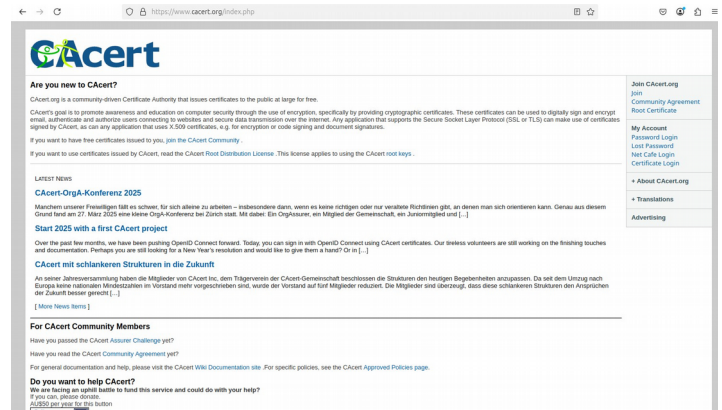 https://www.cacert.org/index.php
CAcert
Are you new to CAcert?
CAcert.org is a community-driven Certificate Authority that issues certificates to the public at large for free.
CAcert's goal is to promote awareness and education on computer security through the use of encryption, specifically by providing cryptographic certificates. These certificates can be used to digitally sign and encrypt
email, authenticate and authorize users connecting to websites and secure data transmission over the internet. Any application that supports the Secure Socket Layer Protocol (SSL or TLS) can make use of certificates
signed by CAcert, as can any application that uses X.509 certificates, e.g. for encryption or code signing and document signatures.
If you want to have free certificates issued to you, join the CAcert Community .
If you want to use certificates issued by CAcert, read the CAcert Root Distribution License .This license applies to using the CAcert root keys .
LATEST NEWS
CAcert-OrgA-Konferenz 2025
Manchem unserer Freiwilligen fällt es schwer, für sich alleine zu arbeiten – insbesondere dann, wenn es keine richtigen oder nur veraltete Richtlinien gibt, an denen man sich orientieren kann. Genau aus diesem
Grund fand am 27. März 2025 eine kleine OrgA-Konferenz bei Zürich statt. Mit dabei: Ein OrgAssurer, ein Mitglied der Gemeinschaft, ein Juniormitglied und […]
Start 2025 with a first CAcert project
Over the past few months, we have been pushing OpenID Connect forward. Today, you can sign in with OpenID Connect using CAcert certificates. Our tireless volunteers are still working on the finishing touches
and documentation. Perhaps you are still looking for a New Year's resolution and would like to give them a hand? Or in […]
CAcert mit schlankeren Strukturen in die Zukunft
An seiner Jahresversammlung haben die Mitglieder von CAcert Inc, dem Trägerverein der CAcert-Gemeinschaft beschlossen die Strukturen den heutigen Begebenheiten anzupassen. Da seit dem Umzug nach
Europa keine nationalen Mindestzahlen im Vorstand mehr vorgeschrieben sind, wurde der Vorstand auf fünf Mitglieder reduziert. Die Mitglieder sind überzeugt, dass diese schlankeren Strukturen den Ansprüchen
der Zukunft besser gerecht […]
[ More News Items ]
For CAcert Community Members
Have you passed the CAcert Assurer Challenge yet?
Have you read the CAcert Community Agreement yet?
For general documentation and help, please visit the CAcert Wiki Documentation site .For specific policies, see the CAcert Approved Policies page.
Do you want to help CAcert?
We are facing an uphill battle to fund this service and could do with your help?
If you can, please donate.
AU$50 per year for this button
Join CAcert.org
Join
Community Agreement
Root Certificate
My Account
Password Login
Lost Password
Net Cafe Login
Certificate Login
+ About CAcert.org
+ Translations
Advertising